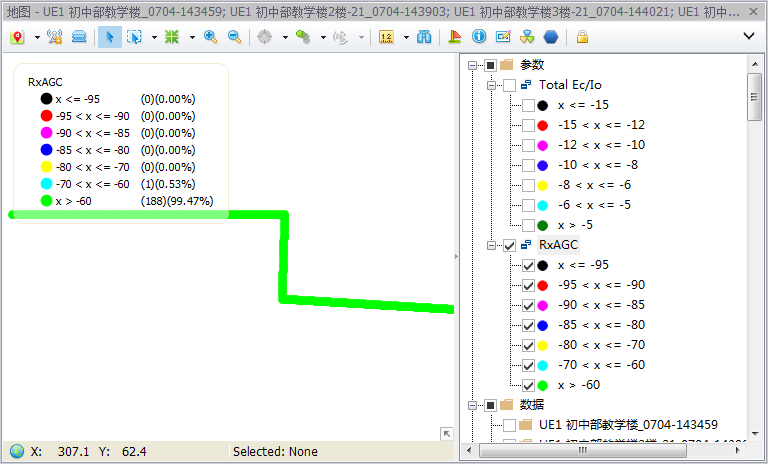 地图 - UE1 初中部教学楼_0704-143459; UE1 初中部教学楼2楼-21_0704-143903; UE1 初中部教学楼3楼-21_0704-144021; UE1 初中...
1.2
RxAGC
x <= -95 (0)(0.00%)
-95 < x <= -90 (0)(0.00%)
-90 < x <= -85 (0)(0.00%)
-85 < x <= -80 (0)(0.00%)
-80 < x <= -70 (0)(0.00%)
-70 < x <= -60 (1)(0.53%)
x > -60 (188)(99.47%)
参数
Total Ec/Io
x <= -15
-15 < x <= -12
-12 < x <= -10
-10 < x <= -8
-8 < x <= -6
-6 < x <= -5
x > -5
RxAGC
x <= -95
-95 < x <= -90
-90 < x <= -85
-85 < x <= -80
-80 < x <= -70
-70 < x <= -60
x > -60
数据
UE1 初中部教学楼_0704-143459
X: 307.1 Y: 62.4 Selected: None